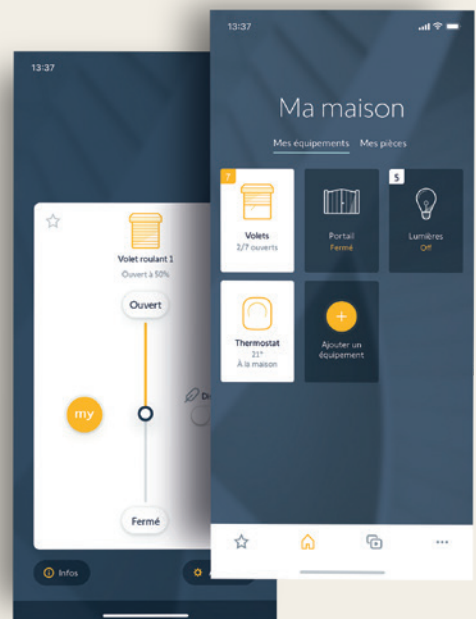 13:37
Volet roulant 1
Ouvert à 50%
Ouvert
my
Fermé
Infos
13:37
Ma maison
Mes équipements Mes pièces
7
Volets
2/7 ouverts
Portail
Fermé
5
Lumières
Off
Thermostat
21°
À la maison
+
Ajouter un
équipement